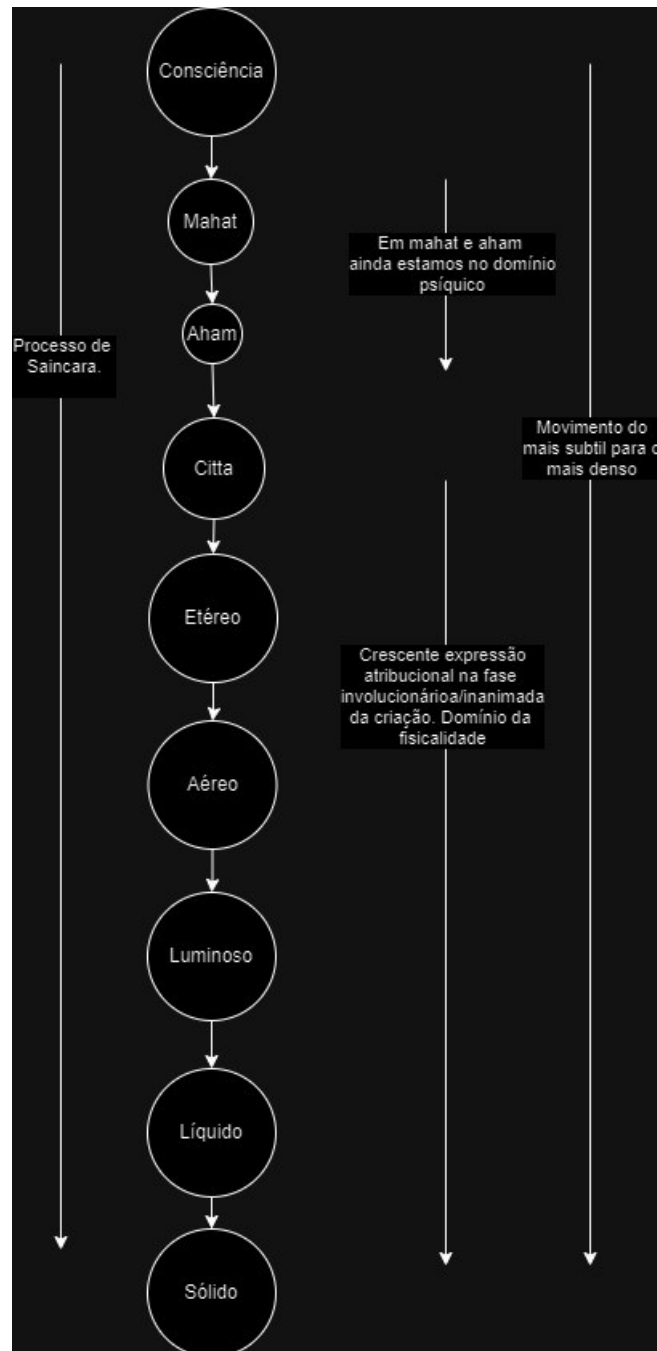 Consciência
Mahat
Em mahat e aham
ainda estamos no domínio
psíquico
Aham
Processo de
Saincara.
Movimento do
mais subtil para o
mais denso
Citta
Etéreo
Crescente expressão
atribucional na fase
involucionárioa/inanimada
da criação. Domínio da
fisicalidade
Aéreo
Luminoso
Líquido
Sólido